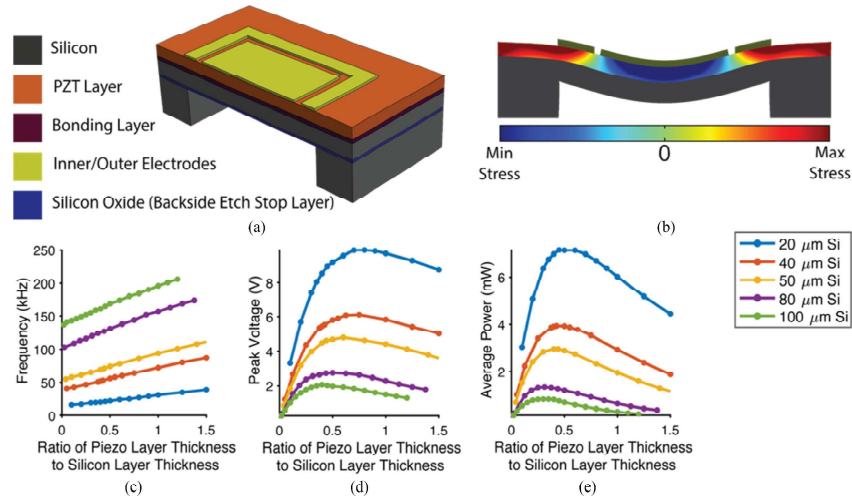 Silicon
PZT Layer
Bonding Layer
Inner/Outer Electrodes
Silicon Oxide (Backside Etch Stop Layer)
(a)
Min
Stress
0
Max
Stress
(b)
250
200
150
100
50
0
Frequency (kHz)
0
0.5
1
1.5
Ratio of Piezo Layer Thickness
to Silicon Layer Thickness
(c)
8
6
4
2
Peak Voltage (V)
0
0.5
1.0
1.5
Ratio of Piezo Layer Thickness
to Silicon Layer Thickness
(d)
6
4
2
Average Power (mW)
0
0.5
1.0
1.5
Ratio of Piezo Layer Thickness
to Silicon Layer Thickness
(e)
20 μm Si
40 μm Si
50 μm Si
80 μm Si
100 μm Si